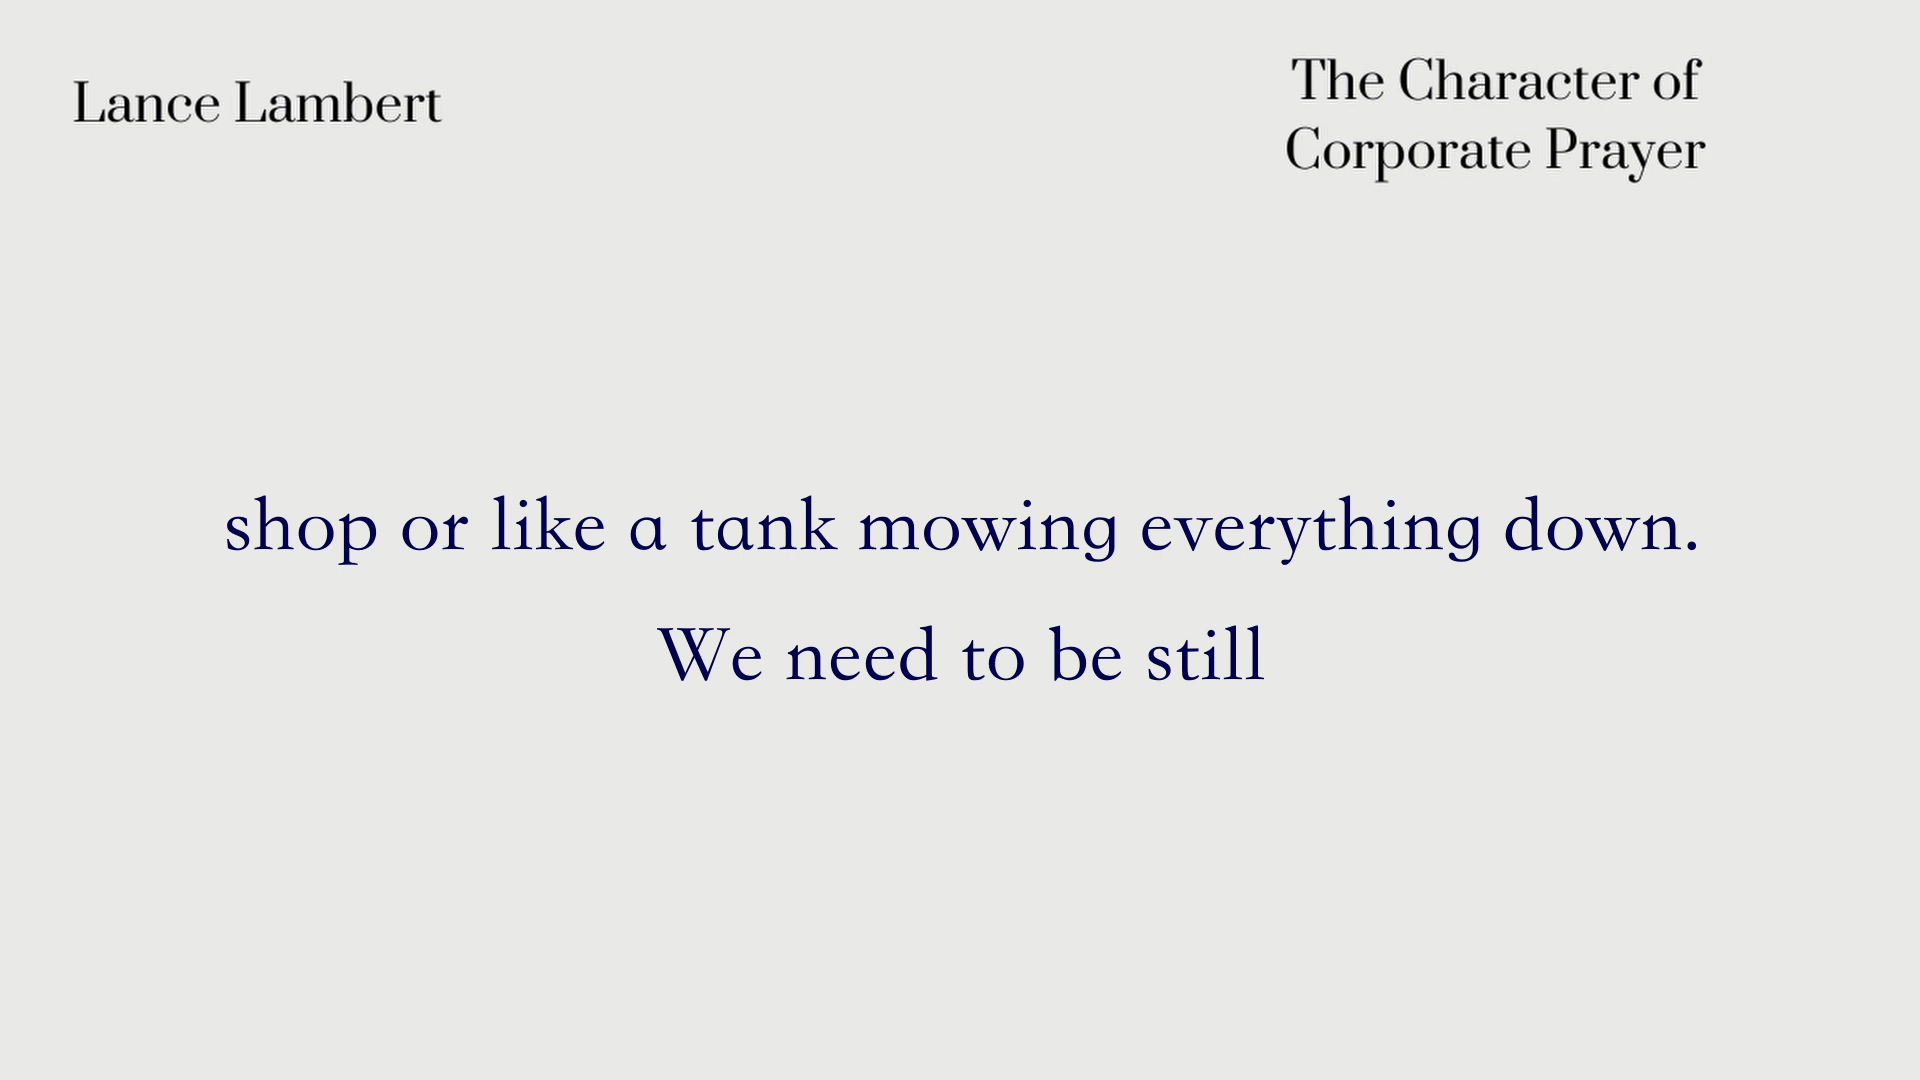 Lance Lambert
The Character of
Corporate Prayer
shop or like a tank mowing everything down.
We need to be still